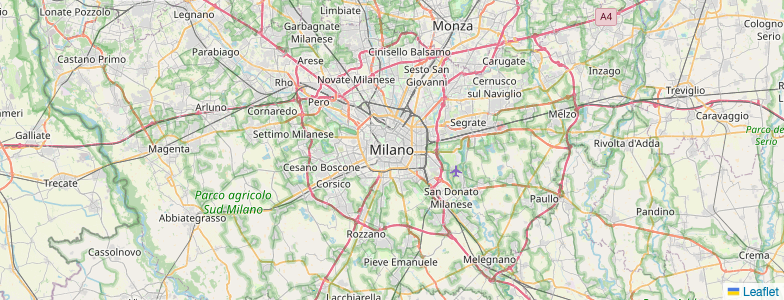 Lonate Pozzolo
Legnano
Limbiate
Garbagnate
Milanese
Monza
A4
Cologno
Serio
Parabiago
Castano Primo
Arese
Cinisello Balsamo
Carugate
Inzago
Rho
Novate Milanese
Sesto San
Giovanni
Cernusco
sul Naviglio
Treviglio
Arluno
Pero
Cornaredo
Melzo
Caravaggio
Galliate
Settimo Milanese
Segrate
Parco del
Serio
Magenta
Milano
Rivolta d'Adda
Trecate
Cesano Boscone
Corsico
Parco agricolo
Sud-Milano
San Donato
Milanese
Paullo
Abbiategrasso
Pandino
Rozzano
Cassolnovo
Pieve Emanuele
Melegnano
Crema
Lacchiarella
Leaflet